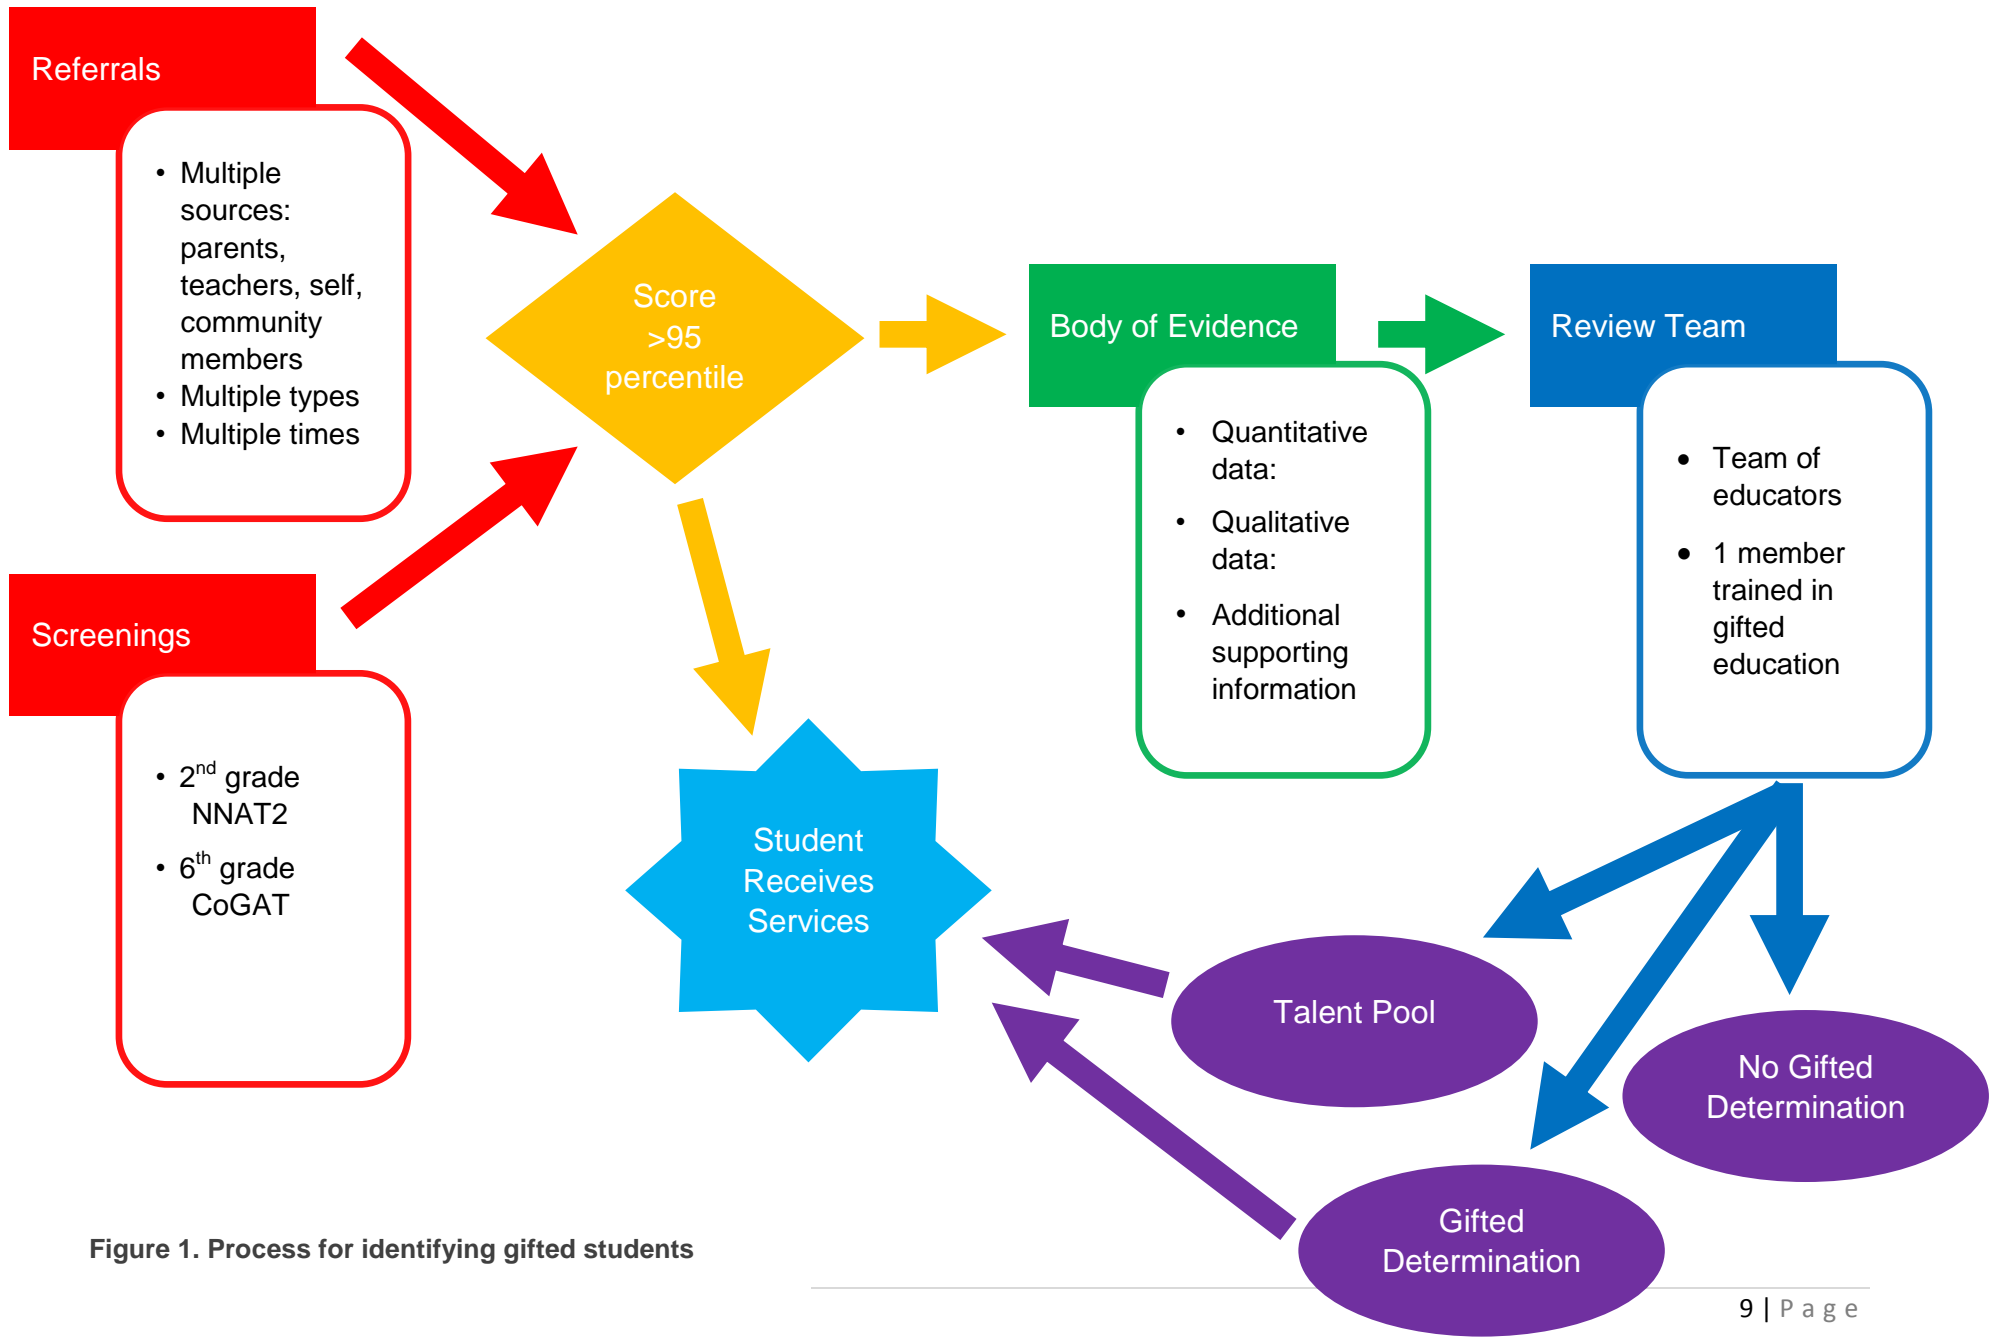 Referrals
• Multiple
sources:
parents,
teachers, self,
community
members
• Multiple types
• Multiple times
Screenings
• 2nd grade
NNAT2
• 6th grade
CoGAT
Score
>95
percentile
Body of Evidence
• Quantitative
data:
• Qualitative
data:
• Additional
supporting
information
Review Team
• Team of
educators
• 1 member
trained in
gifted
education
Student
Receives
Services
Talent Pool
No Gifted
Determination
Gifted
Determination
Figure 1. Process for identifying gifted students
9 | P a g e